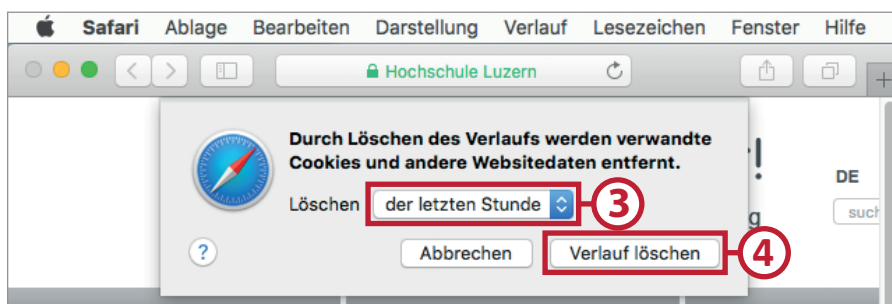 Safari Ablage Bearbeiten Darstellung Verlauf Lesezeichen Fenster Hilfe
Hochschule Luzern
Durch Löschen des Verlaufs werden verwandte
Cookies und andere Websitedaten entfernt.
!
DE
Löschen der letzten Stunde 3
g
such
? Abbrechen Verlauf löschen 4